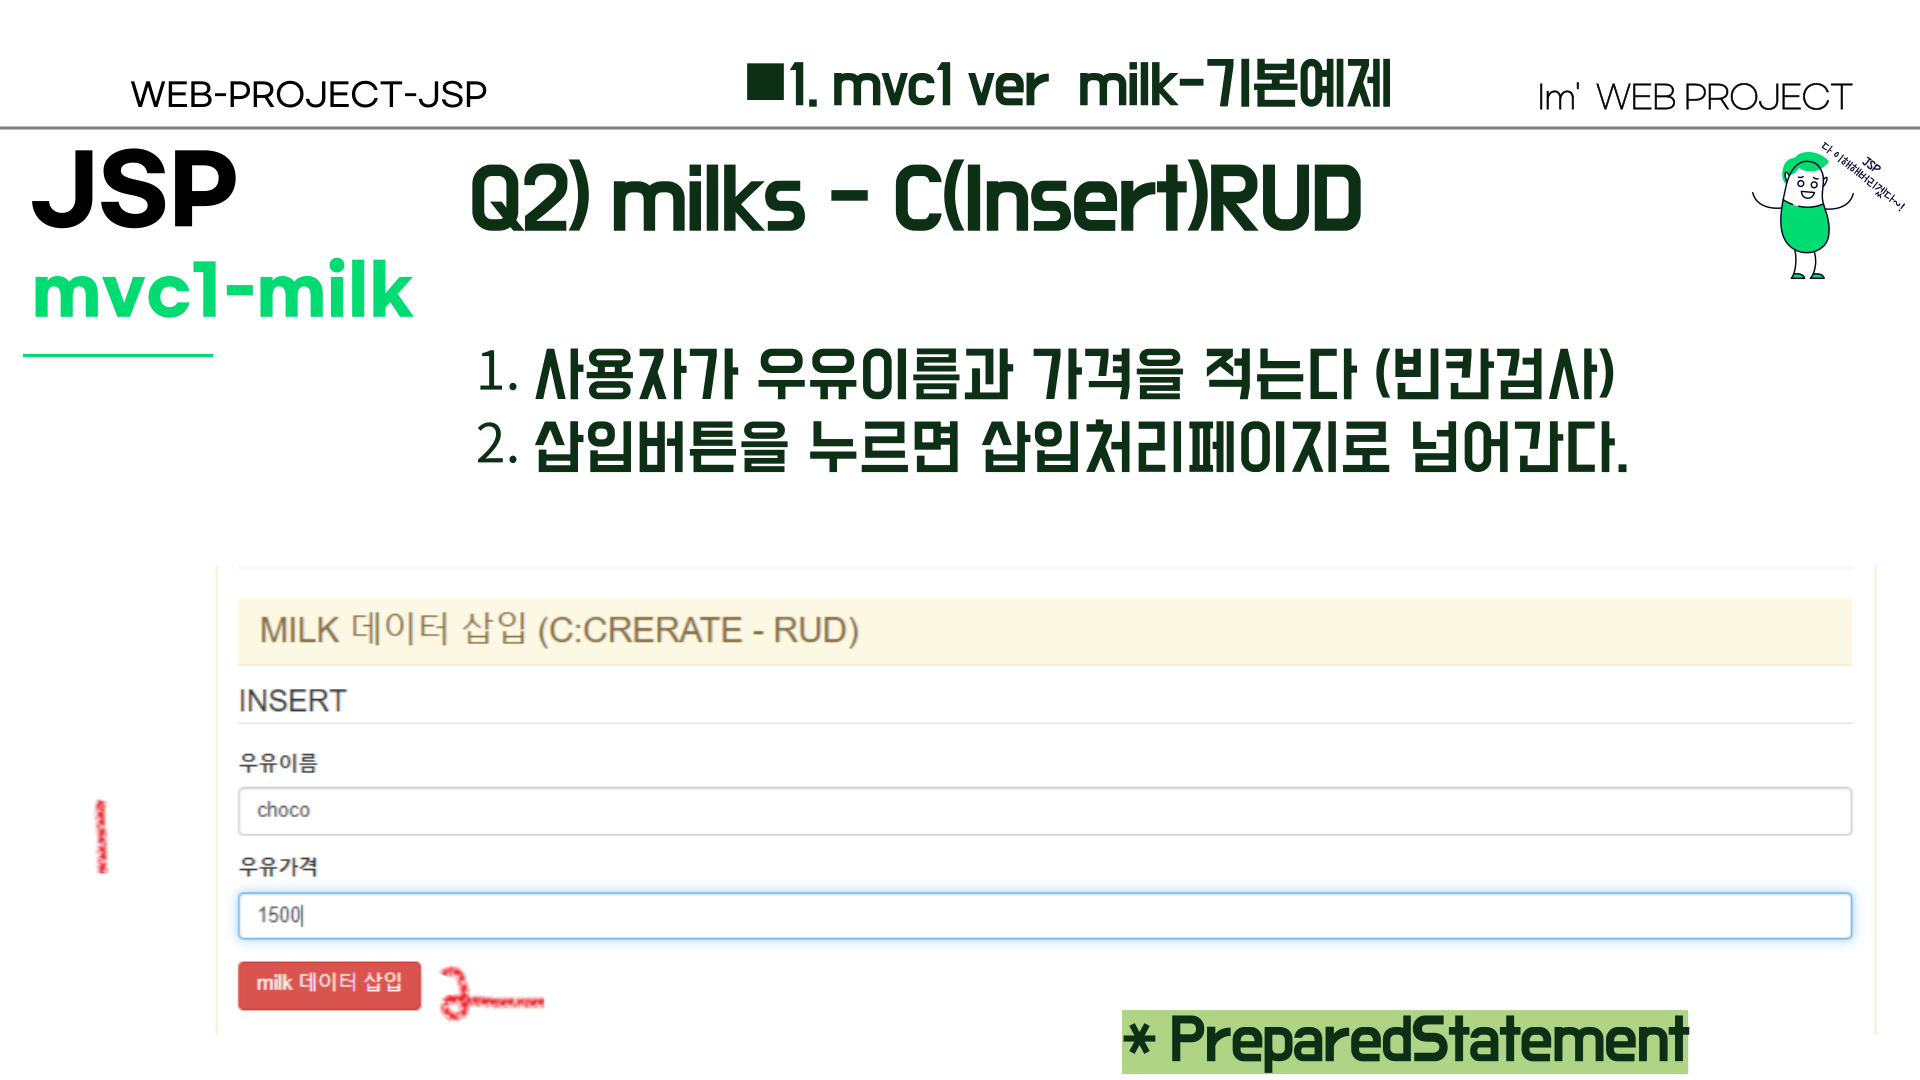 WEB-PROJECT-JSP
■1. mvc1 ver milk-기본예제
Im' WEB PROJECT
JSP
mvc1-milk
Q2) milks - C(Insert)RUD
JSP
다 이해해버리겠다~!
1. 사용자가 우유이름과 가격을 적는다 (빈칸검사)
2. 삽입버튼을 누르면 삽입처리페이지로 넘어간다.
MILK 데이터 삽입 (C:CRERATE - RUD)
INSERT
우유이름
choco
1
우유가격
1500
milk 데이터 삽입
2
* PreparedStatement